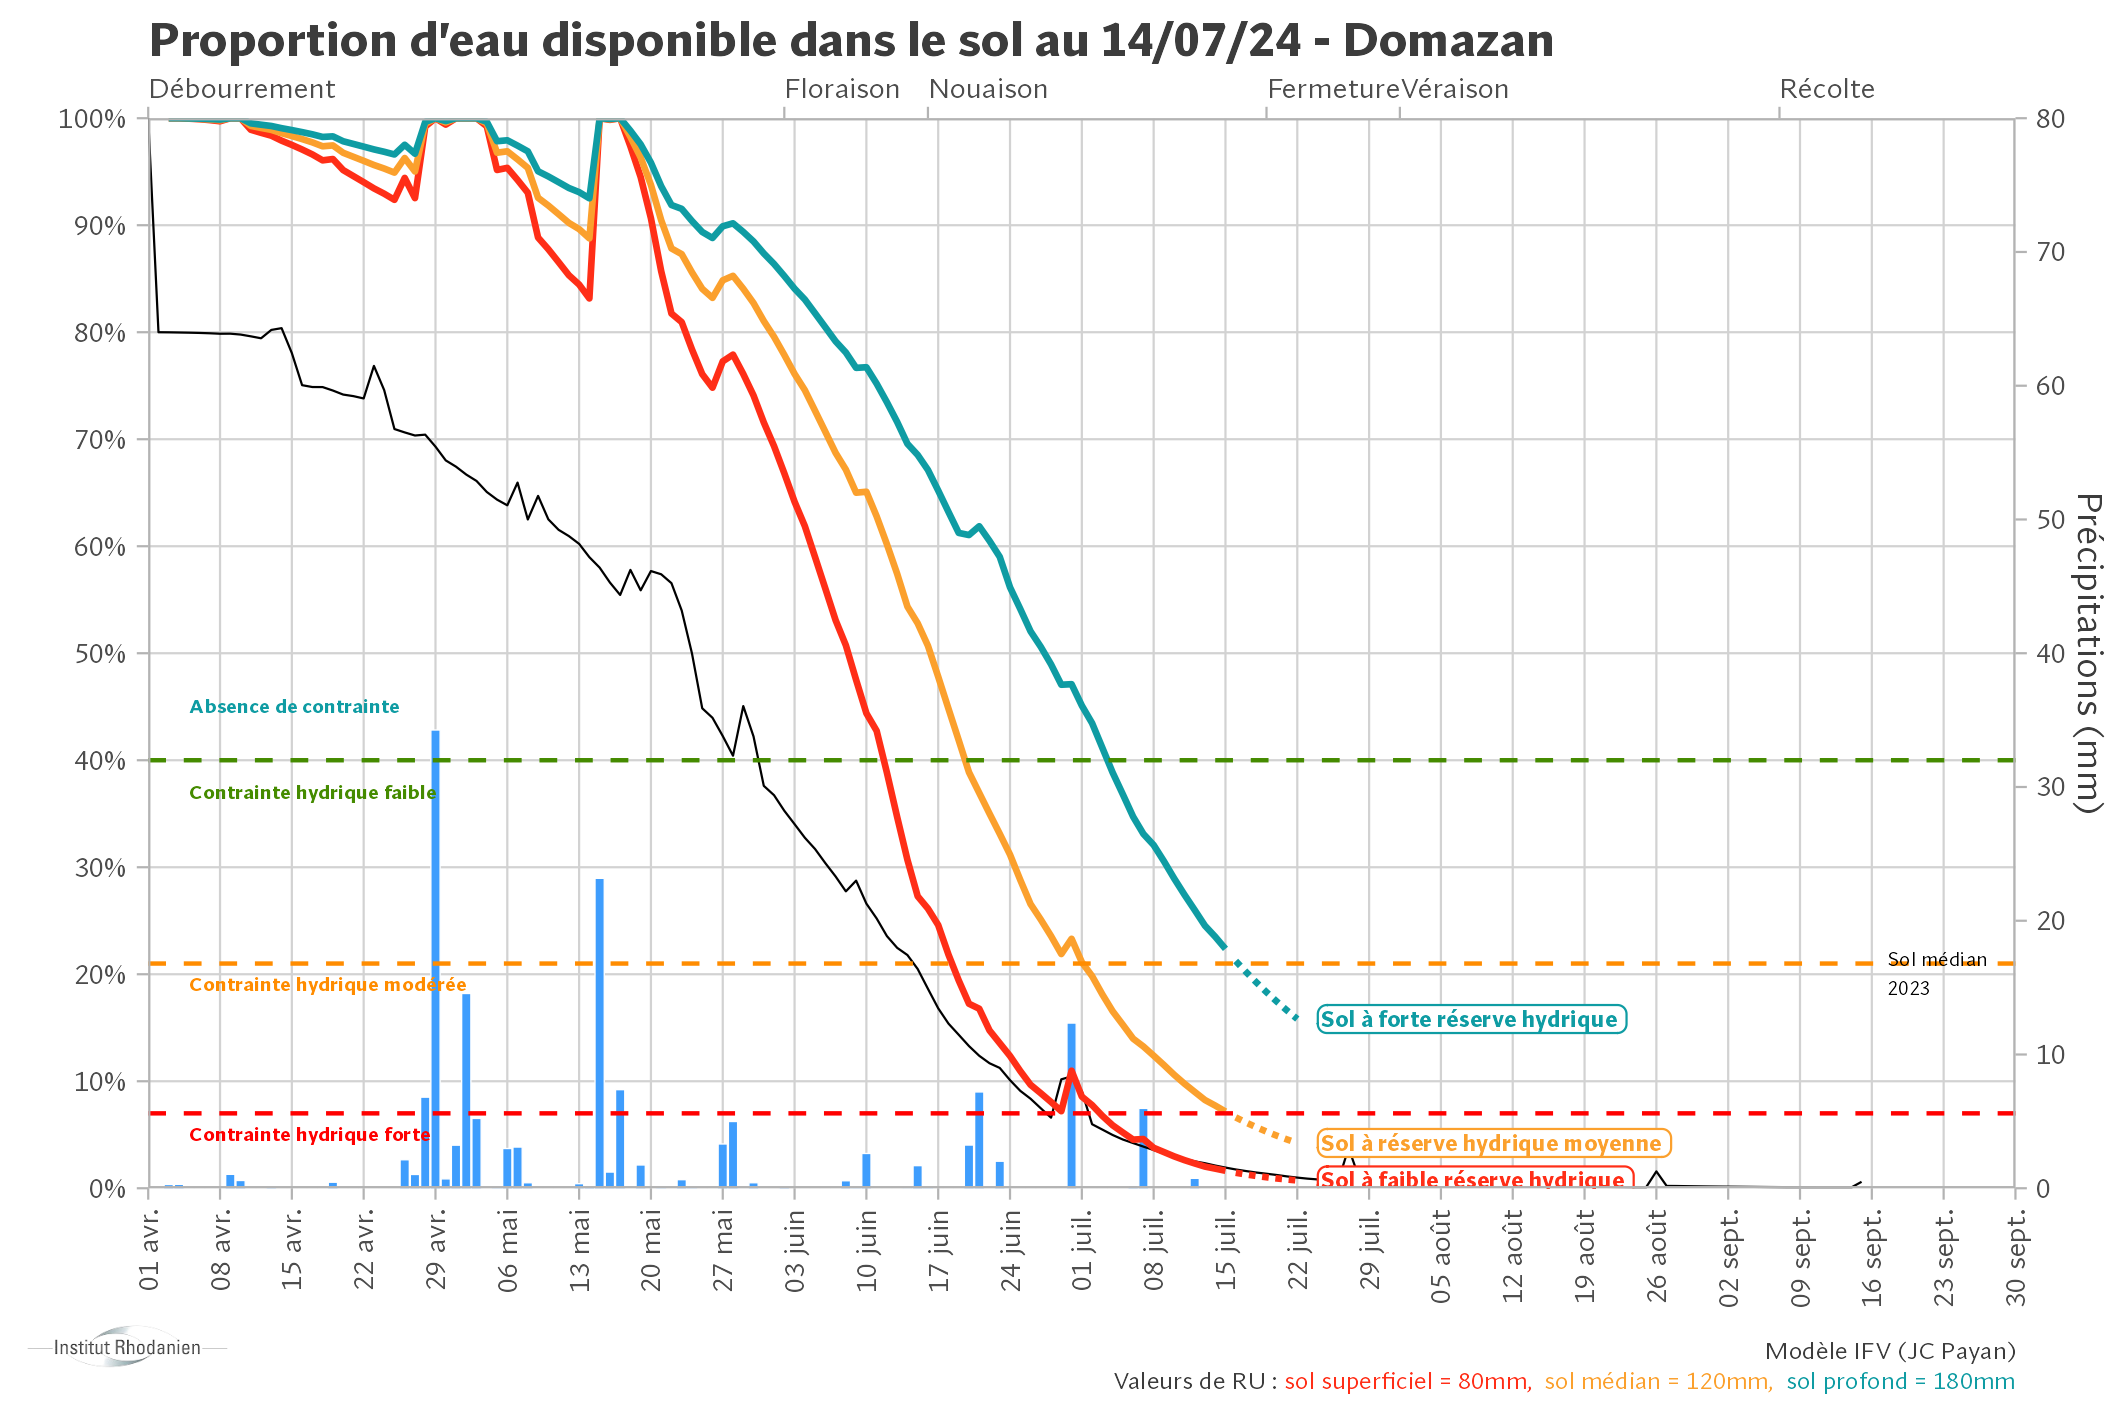 Proportion d'eau disponible dans le sol au 14/07/24 - Domazan
Débourrement Floraison Nouaison Fermeture Véraison Récolte
100%
90%
80%
70%
60%
50%
40%
30%
20%
10%
0%
80
70
60
50
40
30
20
10
0
Précipitations (mm)
Absence de contrainte
Contrainte hydrique faible
Contrainte hydrique modérée
Contrainte hydrique forte
Sol médian
2023
Sol à forte réserve hydrique
Sol à réserve hydrique moyenne
Sol à faible réserve hydrique
01 avr.
08 avr.
15 avr.
22 avr.
29 avr.
06 mai
13 mai
20 mai
27 mai
03 juin
10 juin
17 juin
24 juin
01 juil.
08 juil.
15 juil.
22 juil.
29 juil.
05 août
12 août
19 août
26 août
02 sept.
09 sept.
16 sept.
23 sept.
30 sept.
Institut Rhodanien
Modèle IFV (JC Payan)
Valeurs de RU : sol superficiel = 80mm, sol médian = 120mm, sol profond = 180mm